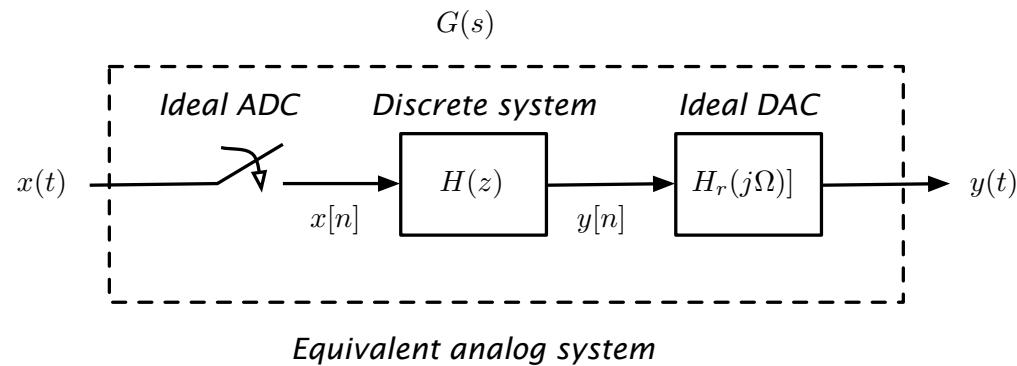 G(s)
Ideal ADC
Discrete system
Ideal DAC
x(t)
H(z)
H_r(jΩ)]
y(t)
x[n]
y[n]
Equivalent analog system